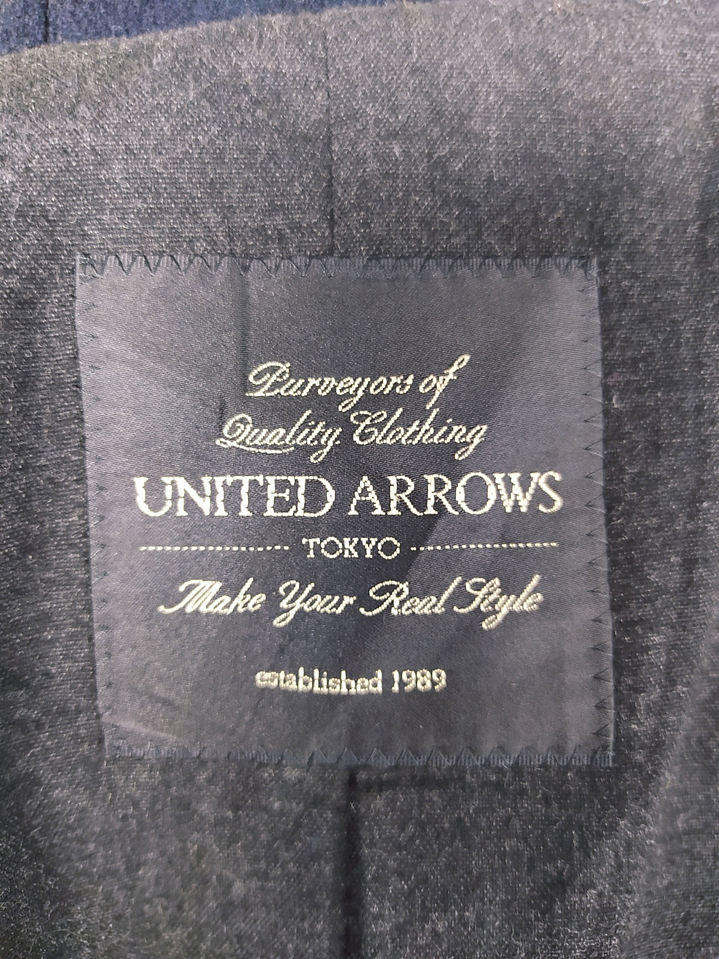 Purveyors of
Quality Clothing
UNITED ARROWS
TOKYO
Make Your Real Style
established 1989